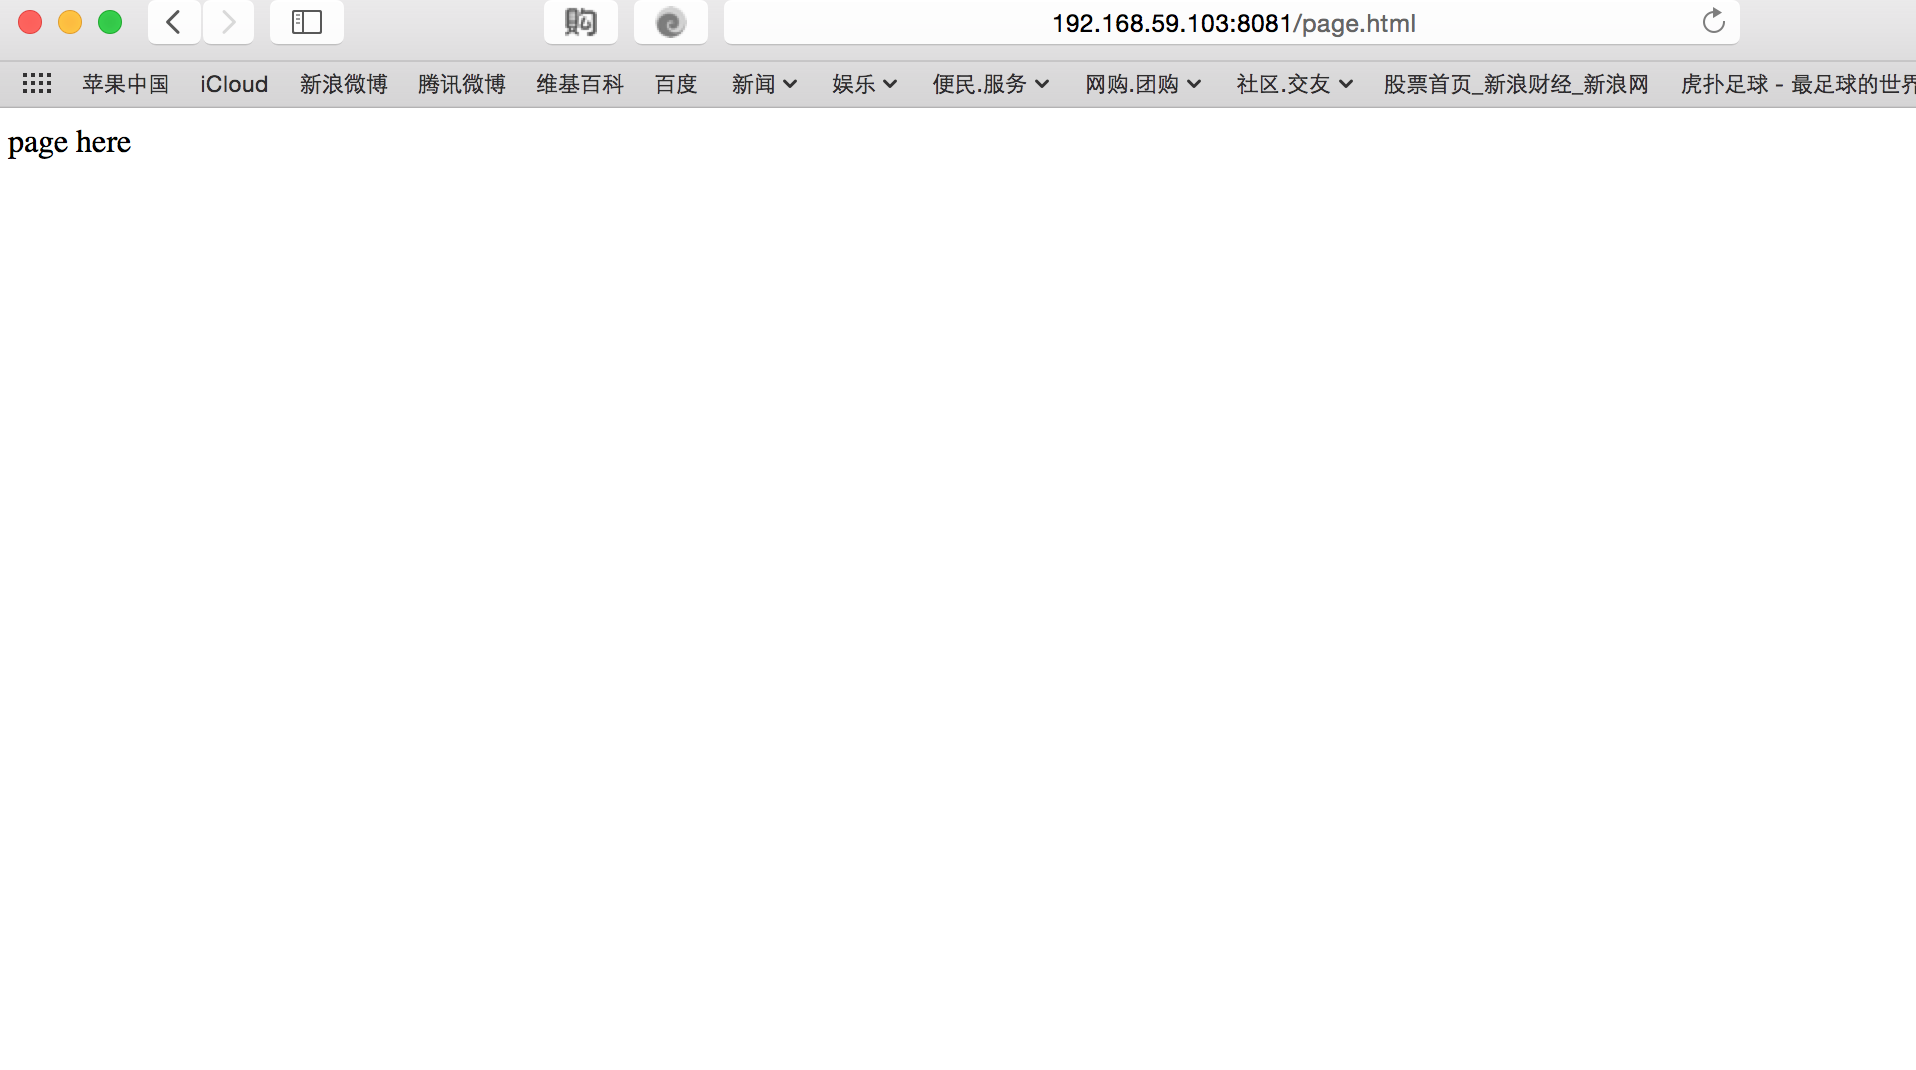 购 192.168.59.103:8081/page.html
苹果中国 iCloud 新浪微博 腾讯微博 维基百科 百度 新闻 娱乐 便民.服务 网购.团购 社区.交友 股票首页_新浪财经_新浪网 虎扑足球 - 最足球的世界
page here